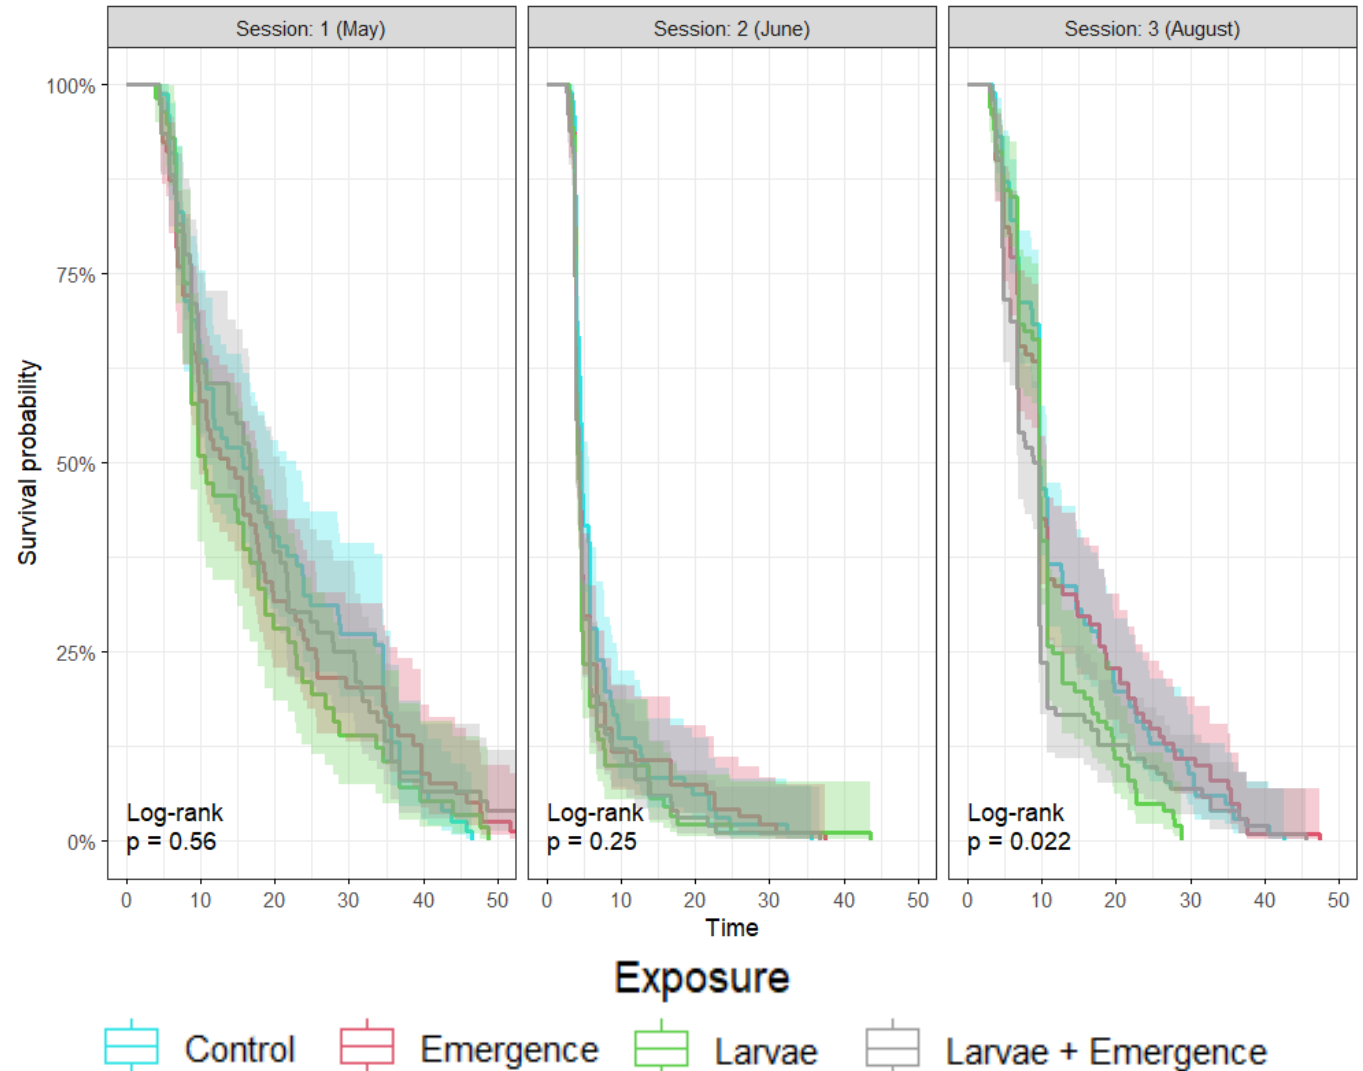 Session: 1 (May)
Session: 2 (June)
Session: 3 (August)
Survival probability
100%
75%
50%
25%
0%
Log-rank
p = 0.56
Log-rank
p = 0.25
Log-rank
p = 0.022
0 10 20 30 40 50
0 10 20 30 40 50
0 10 20 30 40 50
Time
Exposure
Control Emergence Larvae Larvae + Emergence